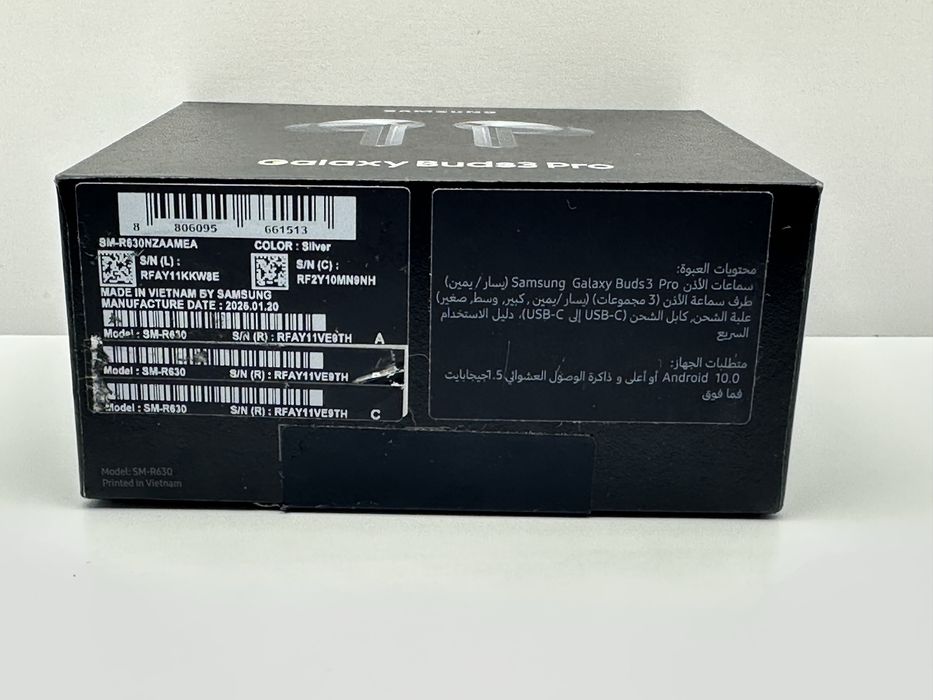 SAMSUNG
Galaxy Buds3 Pro
8 806095 661513
SM-R630NZAAMEA COLOR : Silver
S/N (L) : S/N (C) :
RFAY11KKW8E RFZY10MN9NH
MADE IN VIETNAM BY SAMSUNG
MANUFACTURE DATE : 2025.01.20
Model : SM-R630 S/N (R) : RFAY11VE9TH A
Model : SM-R630 S/N (R) : RFAY11VE9TH
Model : SM-R630 S/N (R) : RFAY11VE9TH C
Model: SM-R630
Printed in Vietnam
محتويات العبوة:
سماعات الأذن Samsung Galaxy Buds3 Pro (يسار/ يمين)
طرف سماعة الأذن (3 مجموعات) (يسار/يمين , كبير, وسط, صغير)
علبة الشحن, كابل الشحن (USB-C إلى USB-C)، دليل الاستخدام
السريع
متطلبات الجهاز:
Android 10.0 أو أعلى و ذاكرة الوصول العشوائي 1.5جيجابايت
فما فوق